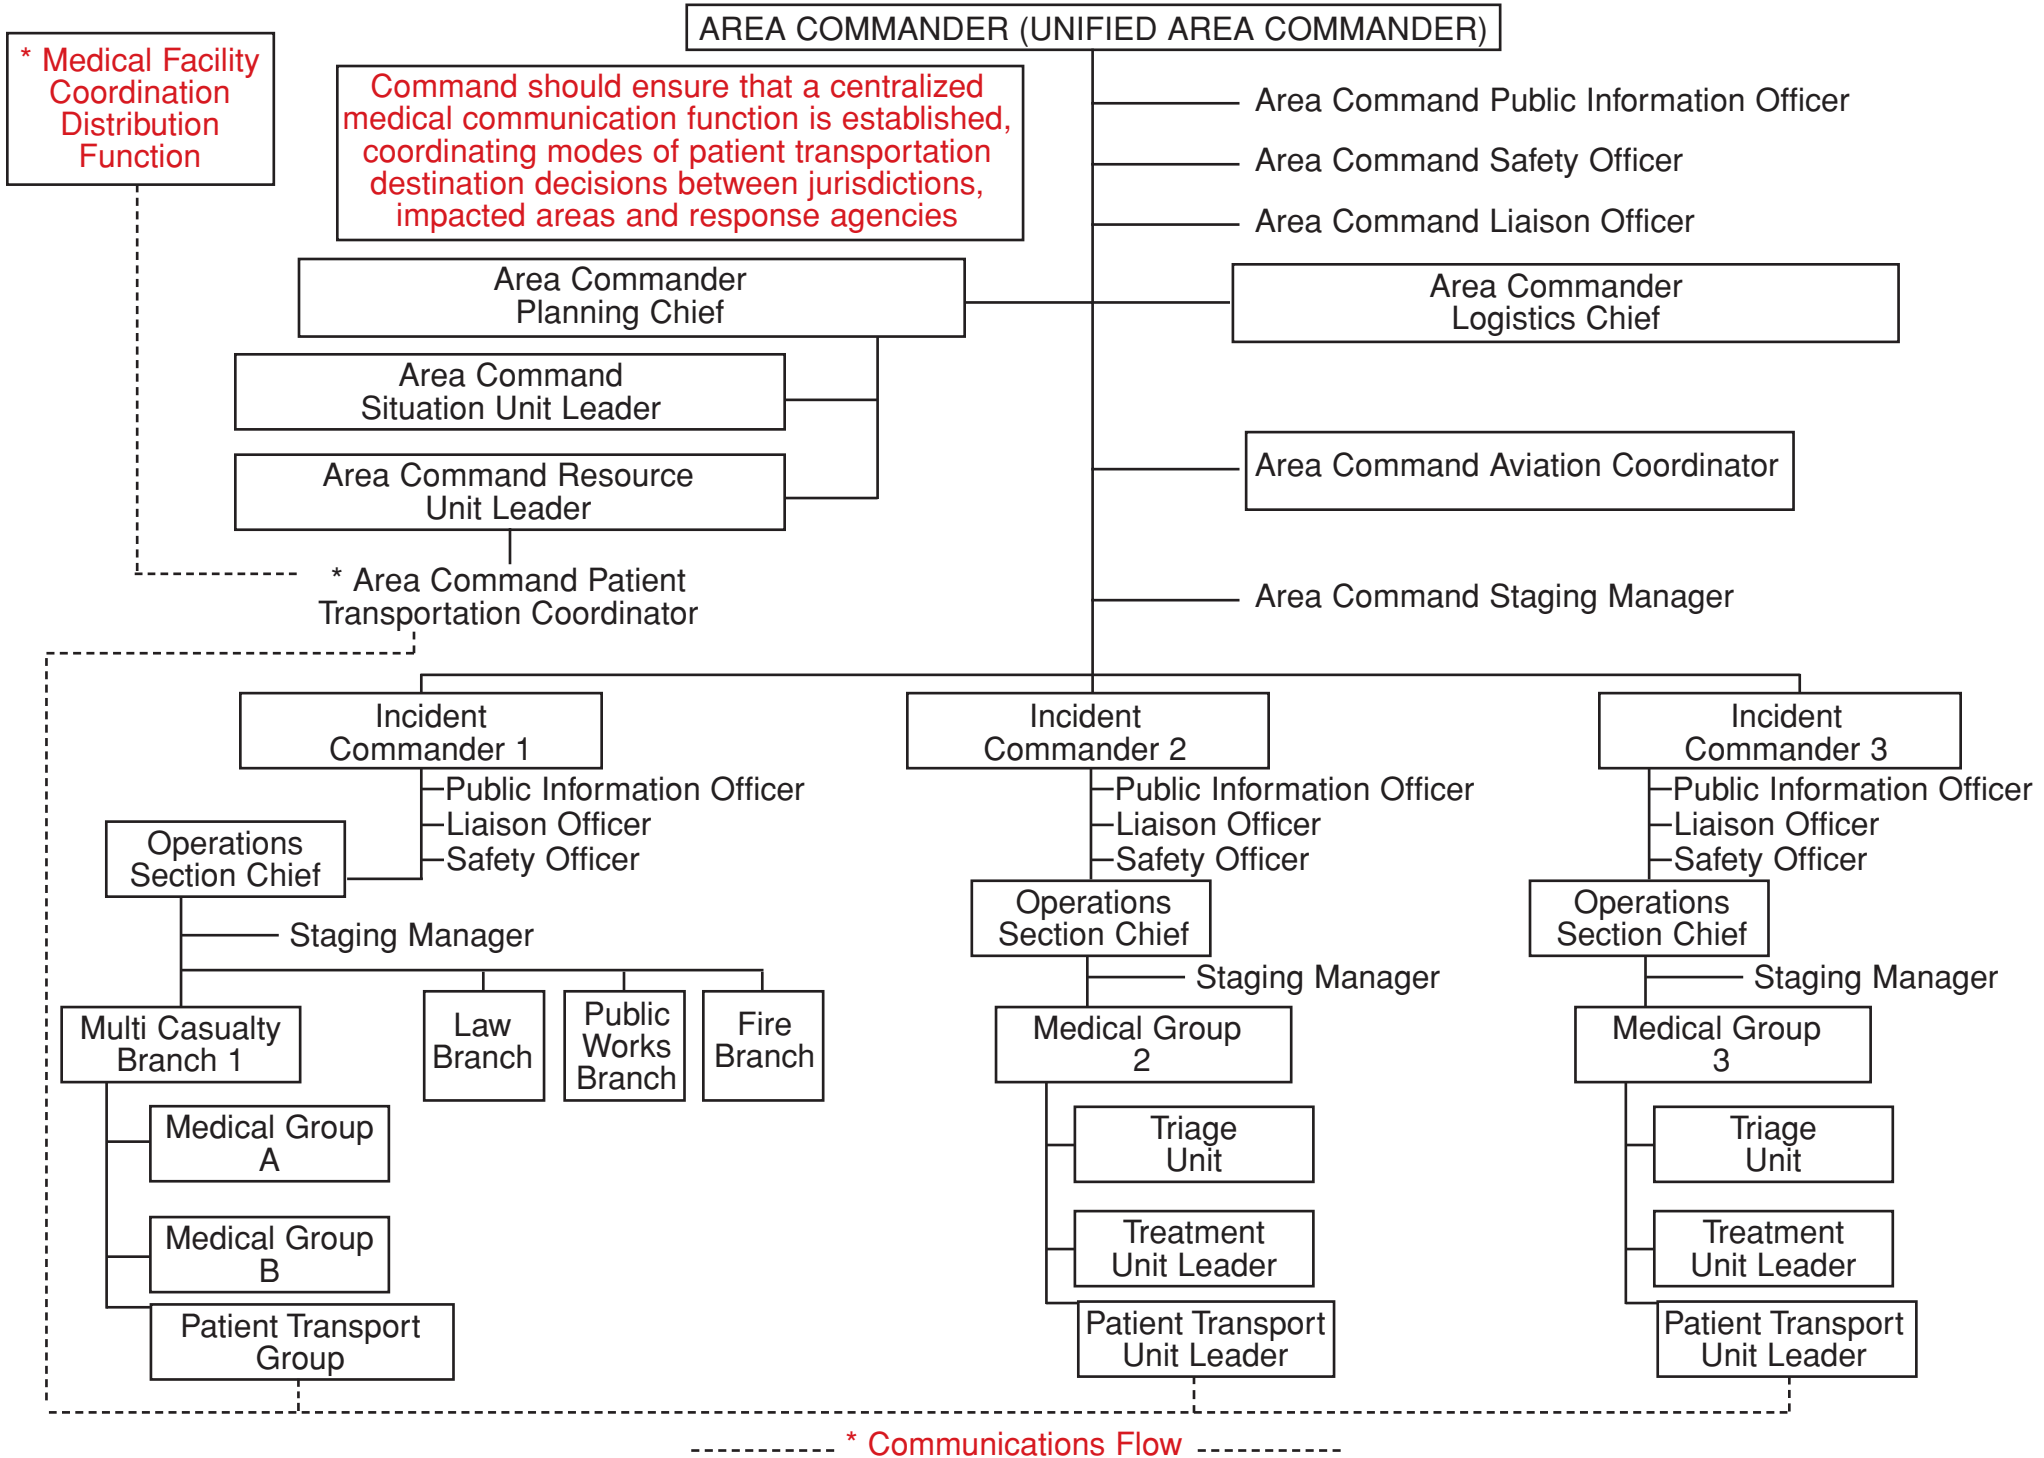 AREA COMMANDER (UNIFIED AREA COMMANDER)
* Medical Facility
Coordination
Distribution
Function
Command should ensure that a centralized
medical communication function is established,
coordinating modes of patient transportation
destination decisions between jurisdictions,
impacted areas and response agencies
Area Command Public Information Officer
Area Command Safety Officer
Area Command Liaison Officer
Area Commander
Planning Chief
Area Commander
Logistics Chief
Area Command
Situation Unit Leader
Area Command Resource
Unit Leader
Area Command Aviation Coordinator
* Area Command Patient
Transportation Coordinator
Area Command Staging Manager
Incident
Commander 1
Public Information Officer
Liaison Officer
Safety Officer
Operations
Section Chief
Staging Manager
Multi Casualty
Branch 1
Law
Branch
Public
Works
Branch
Fire
Branch
Medical Group
A
Medical Group
B
Patient Transport
Group
Incident
Commander 2
Public Information Officer
Liaison Officer
Safety Officer
Operations
Section Chief
Staging Manager
Medical Group
2
Triage
Unit
Treatment
Unit Leader
Patient Transport
Unit Leader
Incident
Commander 3
Public Information Officer
Liaison Officer
Safety Officer
Operations
Section Chief
Staging Manager
Medical Group
3
Triage
Unit
Treatment
Unit Leader
Patient Transport
Unit Leader
* Communications Flow